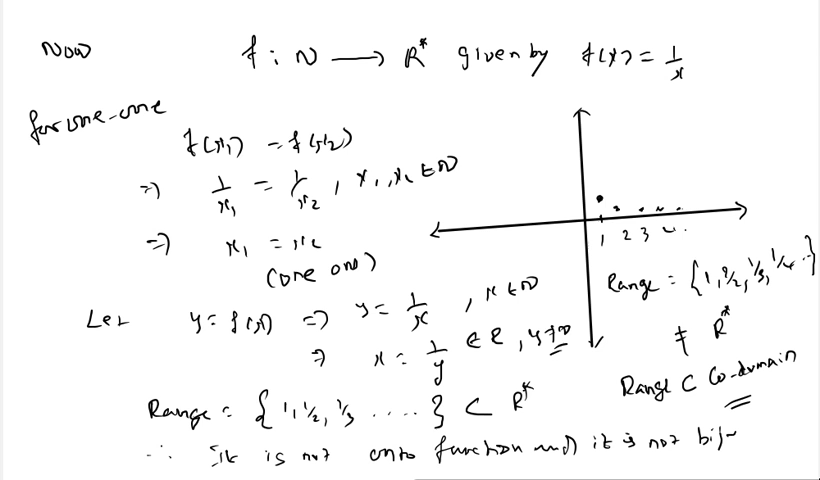 Now f : N ⟶ R* given by f(x) = 1/x
for one-one
f(x1) = f(x2)
=> 1/x1 = 1/x2, x1, x2 ∈ N
=> x1 = x2
(one one)
1 2 3 4 .
Let y = f(x) => y = 1/x, x ∈ N
=> x = 1/y ∈ R, y ≠ 0
Range = {1, 1/2, 1/3 ....} ⊂ R*
∴ It is not onto function and it is not bij~
Range = {1, 1/2, 1/3, 1/4 ..}
≠ R*
Range ⊂ Co-domain